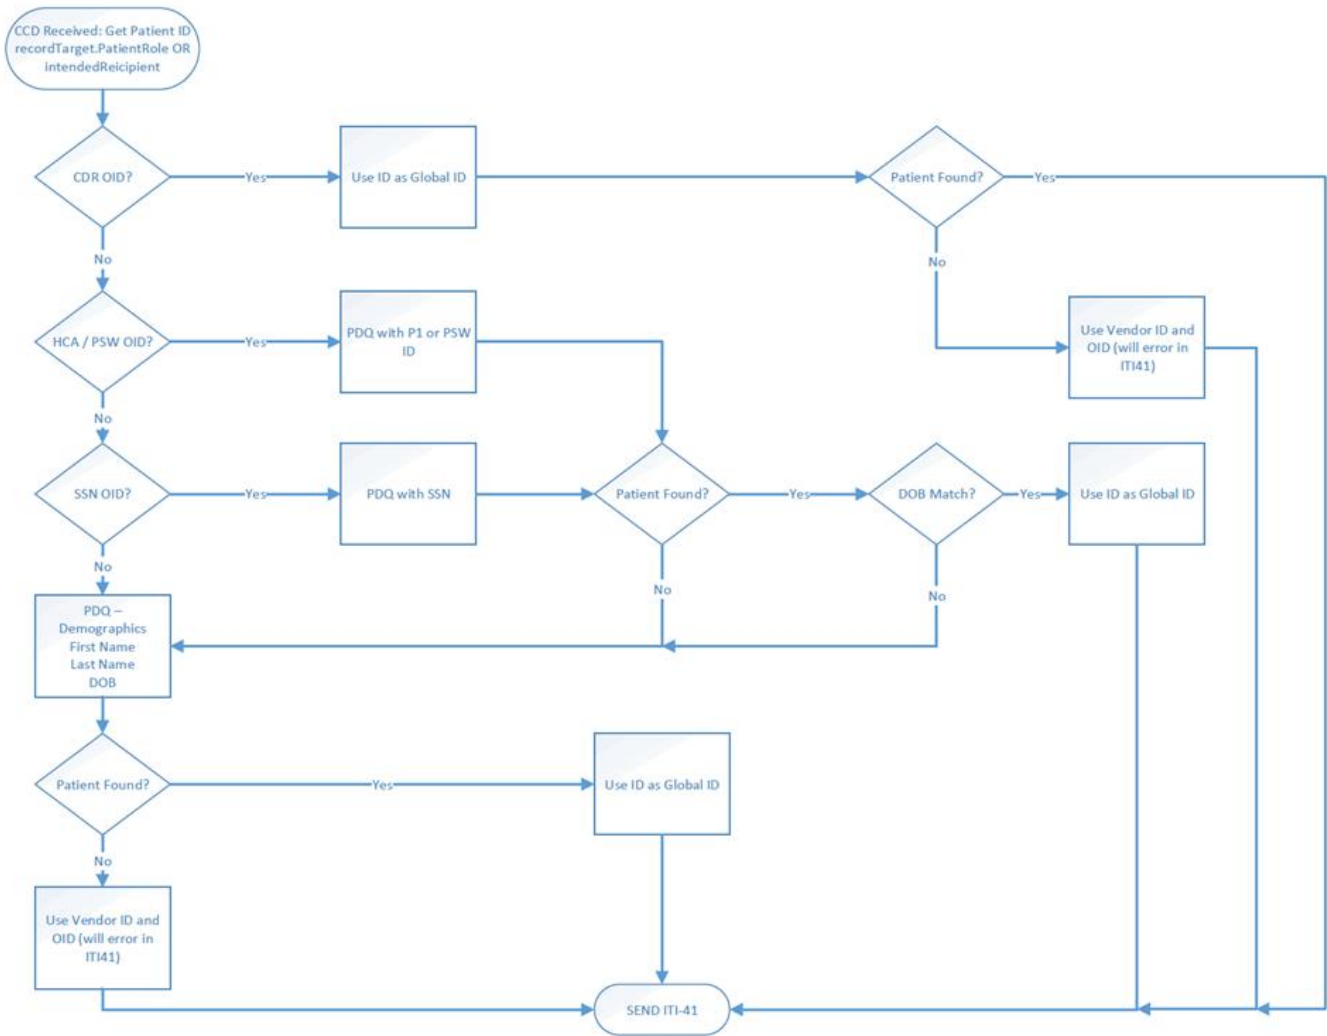 CCD Received: Get Patient ID
recordTarget.PatientRole OR
intendedReicipient
CDR OID?
Yes
Use ID as Global ID
Patient Found?
Yes
No
No
HCA / PSW OID?
Yes
PDQ with P1 or PSW
ID
Use Vendor ID and
OID (will error in
ITI41)
No
SSN OID?
Yes
PDQ with SSN
Patient Found?
Yes
DOB Match?
Yes
Use ID as Global ID
No
No
No
PDQ –
Demographics
First Name
Last Name
DOB
Patient Found?
Yes
Use ID as Global ID
No
Use Vendor ID and
OID (will error in
ITI41)
SEND ITI-41